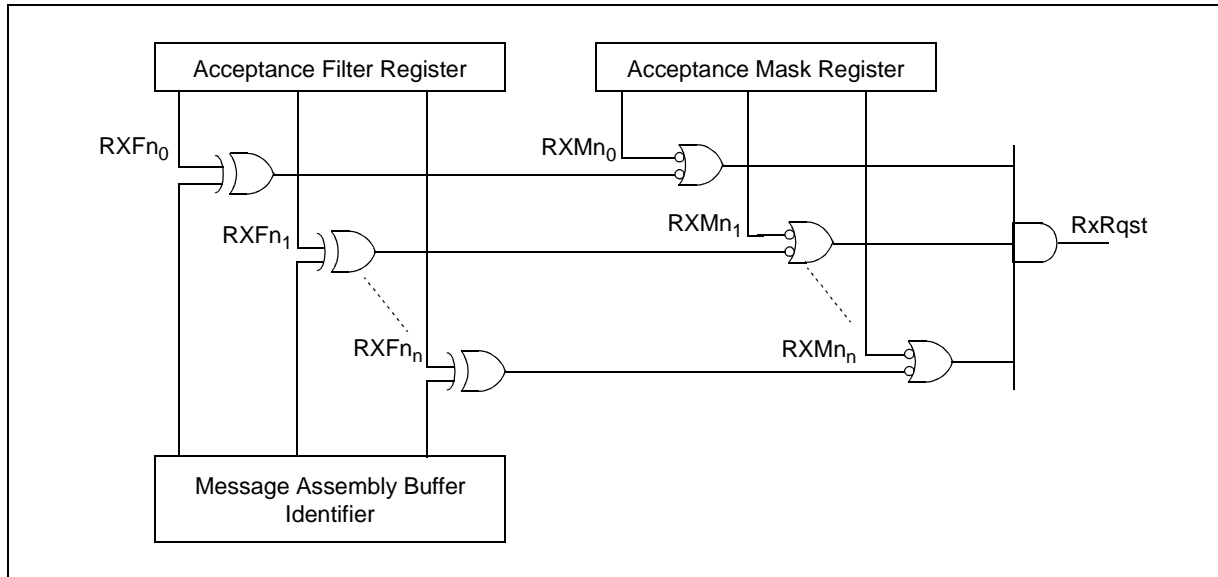 Acceptance Filter Register
Acceptance Mask Register
RXFn0
RXMn0
RXFn1
RXMn1
RxRqst
RXFnn
RXMnn
Message Assembly Buffer
Identifier